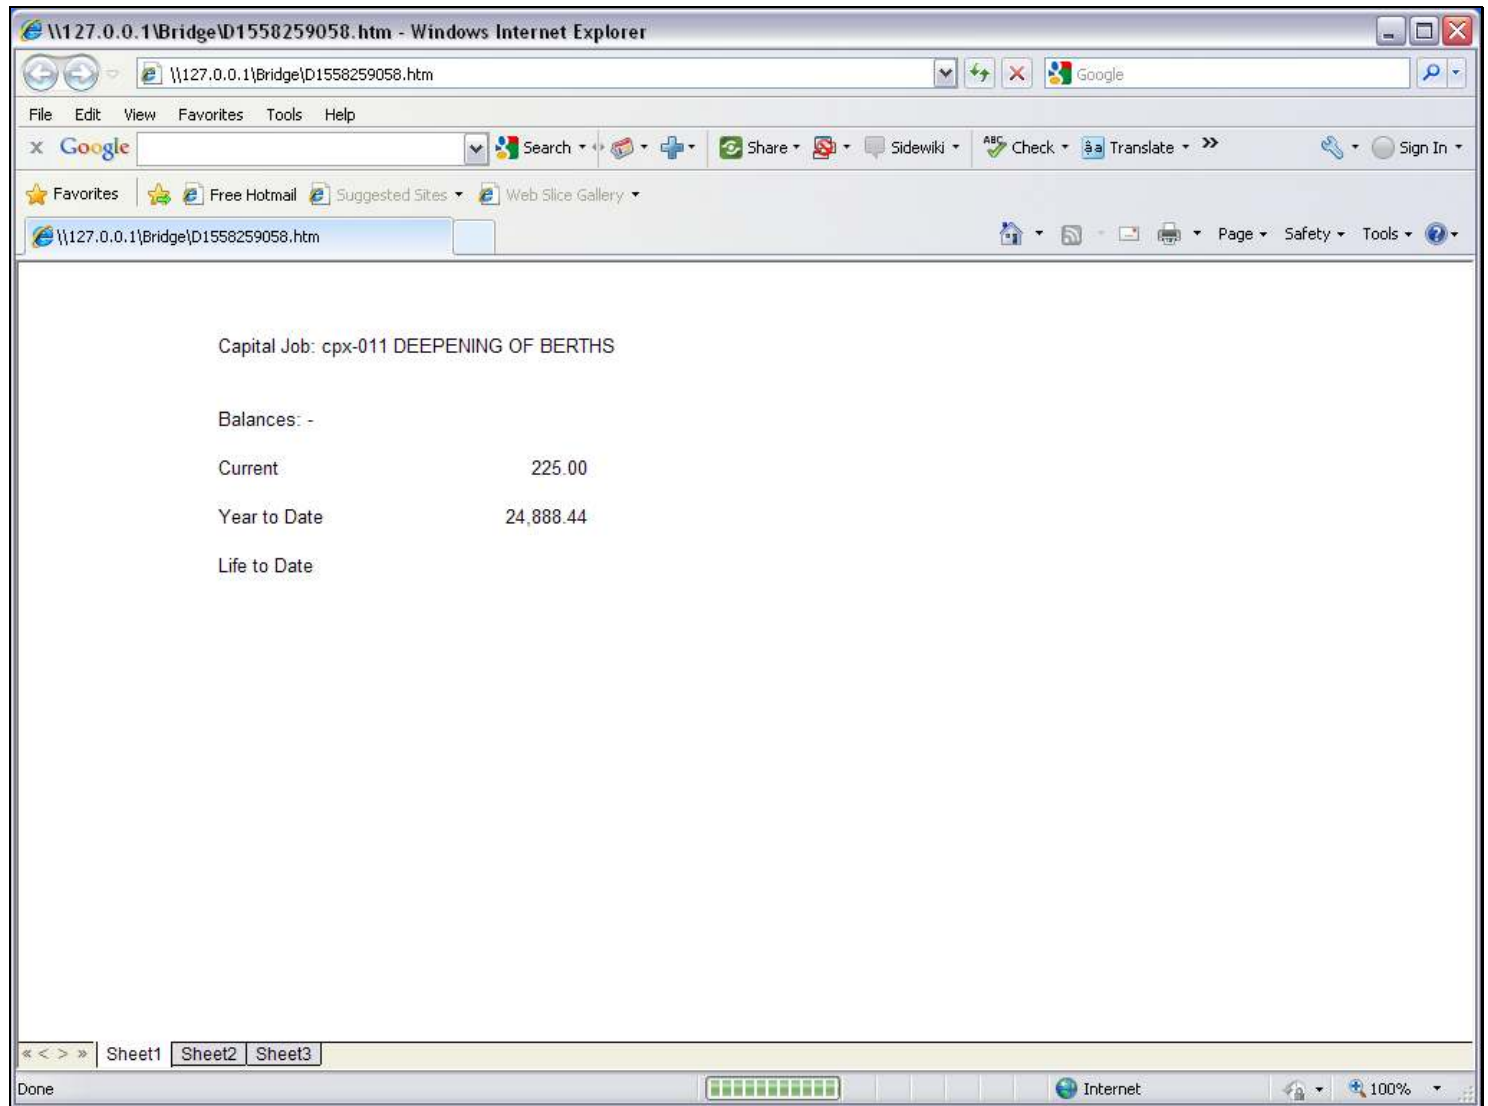 \\127.0.0.1\Bridge\D1558259058.htm - Windows Internet Explorer
\\127.0.0.1\Bridge\D1558259058.htm
Google
File Edit View Favorites Tools Help
x Google Search Share Sidewiki ABC Check âa Translate » Sign In
Favorites Free Hotmail Suggested Sites Web Slice Gallery
\\127.0.0.1\Bridge\D1558259058.htm Page Safety Tools
Capital Job: cpx-011 DEEPENING OF BERTHS
Balances: -
Current 225.00
Year to Date 24,888.44
Life to Date
« < > » Sheet1 Sheet2 Sheet3
Done Internet 100%